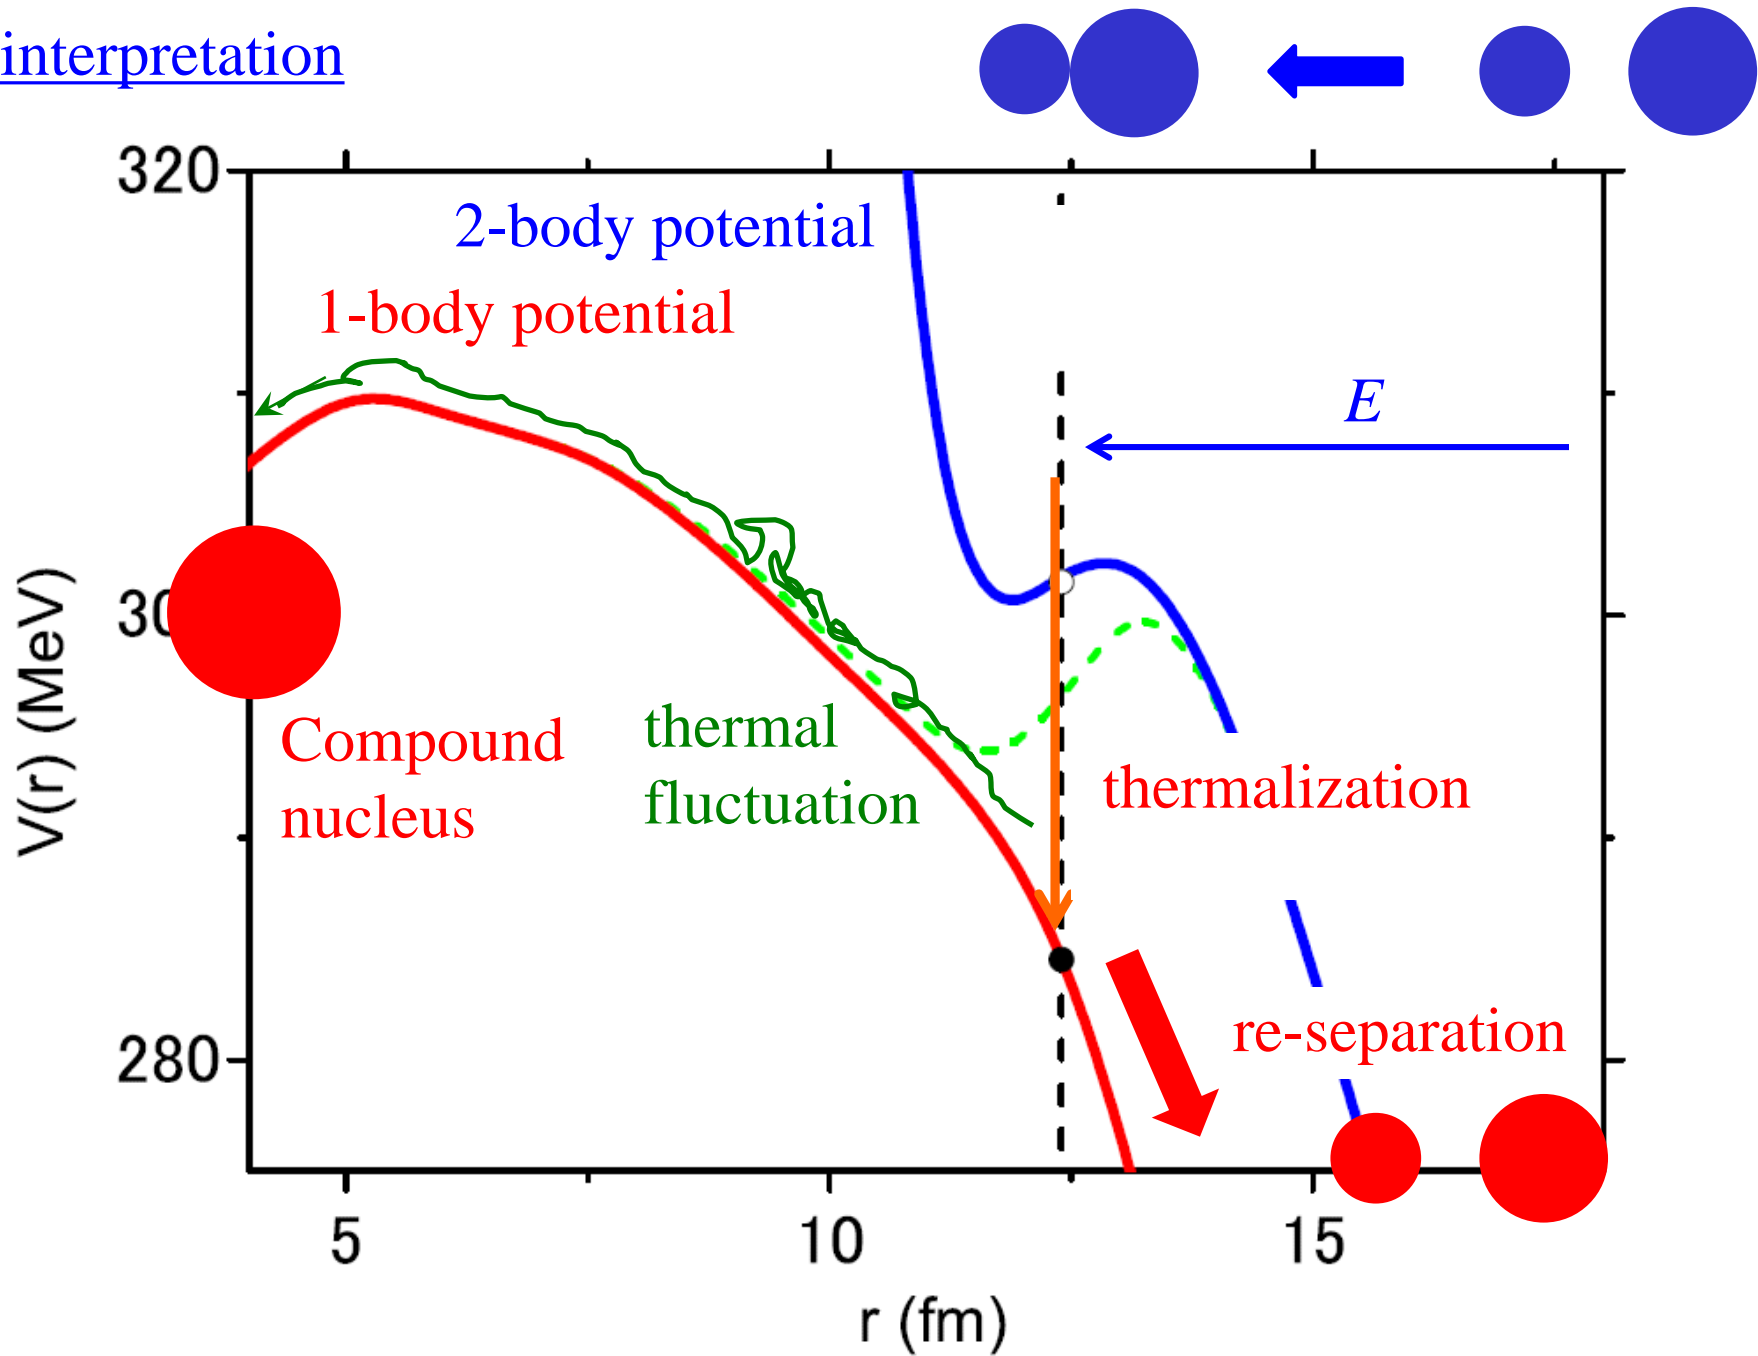 interpretation
320
2-body potential
1-body potential
E
V(r) (MeV)
Compound
nucleus
thermal
fluctuation
thermalization
re-separation
280
5 10 15
r (fm)